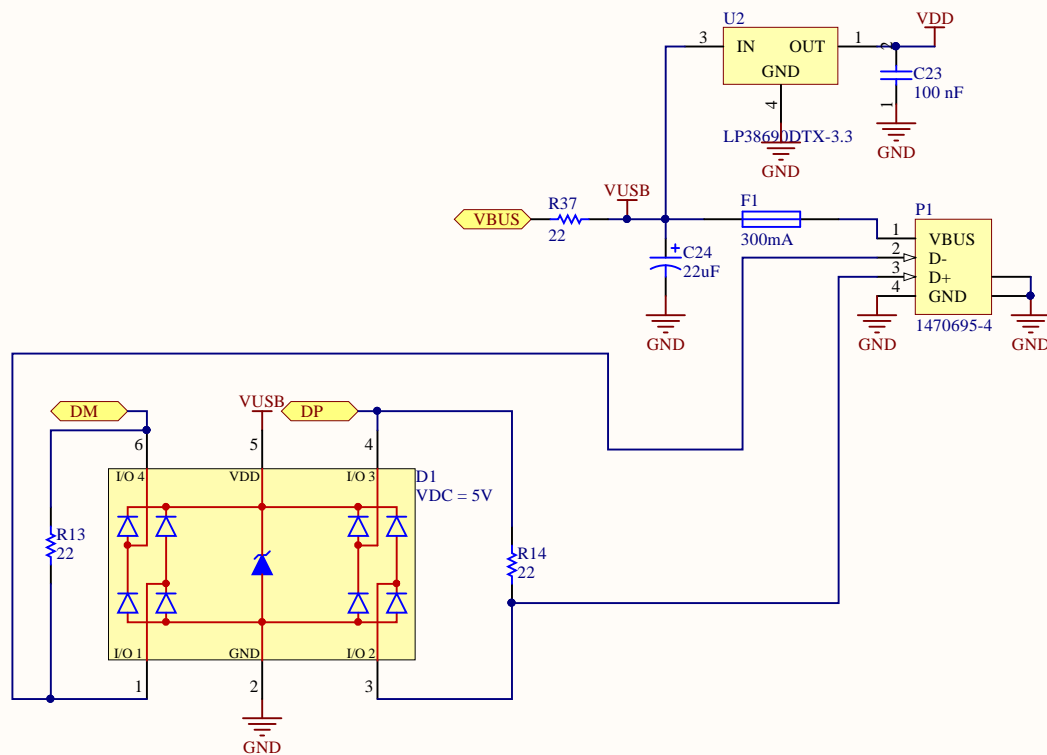 U2
VDD
3
IN
OUT
1
2
GND
C23
100 nF
4
1
LP38690DTX-3.3
GND
GND
VUSB
R37
F1
P1
VBUS
22
300mA
1
VBUS
C24
22uF
2
D-
3
D+
4
GND
1470695-4
GND
GND
GND
DM
VUSB
DP
6
5
4
I/O 4
VDD
I/O 3
D1
VDC = 5V
R13
22
R14
22
I/O 1
GND
I/O 2
1
2
3
GND